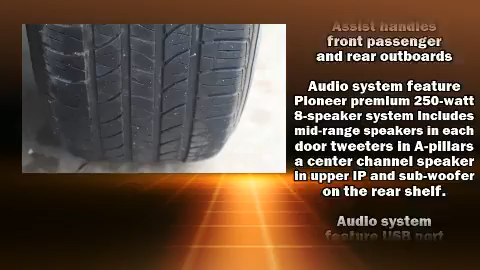 Assist handles
front passenger
and rear outboards
Audio system feature
Pioneer premium 250-watt
8-speaker system includes
mid-range speakers in each
door tweeters in A-pillars
a center channel speaker
in upper IP and sub-woofer
on the rear shelf.
Audio system
feature USB port